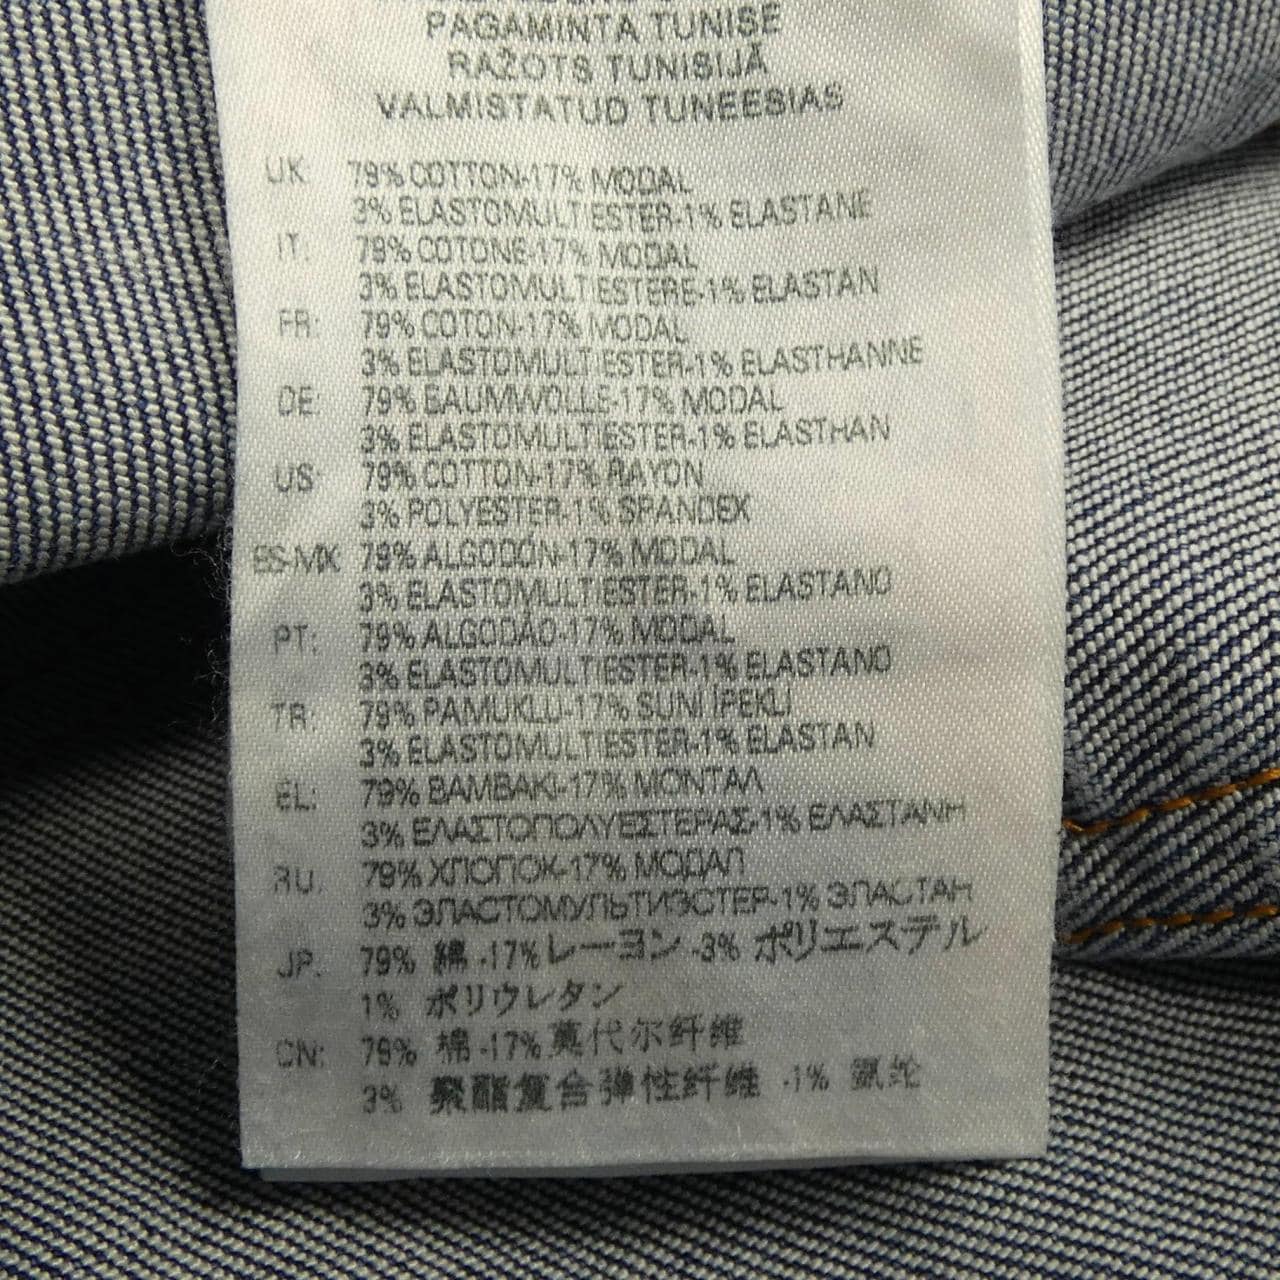 PAGAMINTA TUNISE
RAŽOTS TUNISIJĀ
VALMISTATUD TUNEESIAS
UK: 79% COTTON-17% MODAL
3% ELASTOMULTIESTER-1% ELASTANE
IT: 79% COTONE-17% MODAL
3% ELASTOMULTIESTERE-1% ELASTAN
FR: 79% COTON-17% MODAL
3% ELASTOMULTIESTER-1% ELASTHANNE
DE: 79% BAUMWOLLE-17% MODAL
3% ELASTOMULTIESTER-1% ELASTHAN
US: 79% COTTON-17% RAYON
3% POLYESTER-1% SPANDEX
ES-MX: 79% ALGODÓN-17% MODAL
3% ELASTOMULTIESTER-1% ELASTANO
PT: 79% ALGODÃO-17% MODAL
3% ELASTOMULTIESTER-1% ELASTANO
TR: 79% PAMUKLU-17% SUNİ İPEKLİ
3% ELASTOMULTIESTER-1% ELASTAN
EL: 79% ΒΑΜΒΑΚΙ-17% ΜΟΝΤΑΛ
3% ΕΛΑΣΤΟΠΟΛΥΕΣΤΕΡΑΣ-1% ΕΛΑΣΤΑΝΗ
RU: 79% ХЛОПОК-17% МОДАЛ
3% ЭЛАСТОМУЛЬТИЭСТЕР-1% ЭЛАСТАН
JP: 79% 綿 -17% レーヨン -3% ポリエステル
1% ポリウレタン
CN: 79% 棉 -17% 莫代尔纤维
3% 聚酯复合弹性纤维 -1% 氨纶